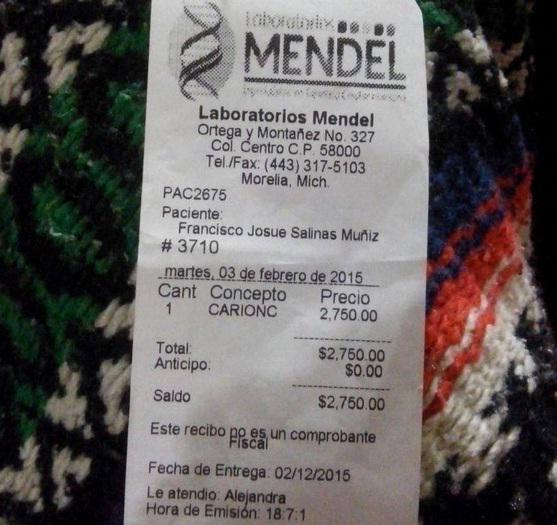 Laboratorios
MENDEL
Laboratorios Mendel
Ortega y Montañez No. 327
Col. Centro C.P. 58000
Tel./Fax: (443) 317-5103
Morelia, Mich.
PAC2675
Paciente:
Francisco Josue Salinas Muñiz
# 3710
martes, 03 de febrero de 2015
Cant Concepto Precio
1 CARIONC 2,750.00
Total: $2,750.00
Anticipo: $0.00
Saldo $2,750.00
Este recibo no es un comprobante
Fiscal
Fecha de Entrega: 02/12/2015
Le atendio: Alejandra
Hora de Emisión: 18:7:1